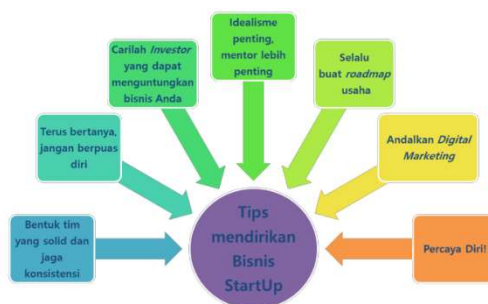 Bentuk tim
yang solid dan
jaga
konsistensi
Terus bertanya,
jangan berpuas
diri
Carilah Investor
yang dapat
menguntungkan
bisnis Anda
Idealisme
penting,
mentor lebih
penting
Selalu
buat roadmap
usaha
Andalkan Digital
Marketing
Percaya Diri!
Tips
mendirikan
Bisnis
StartUp